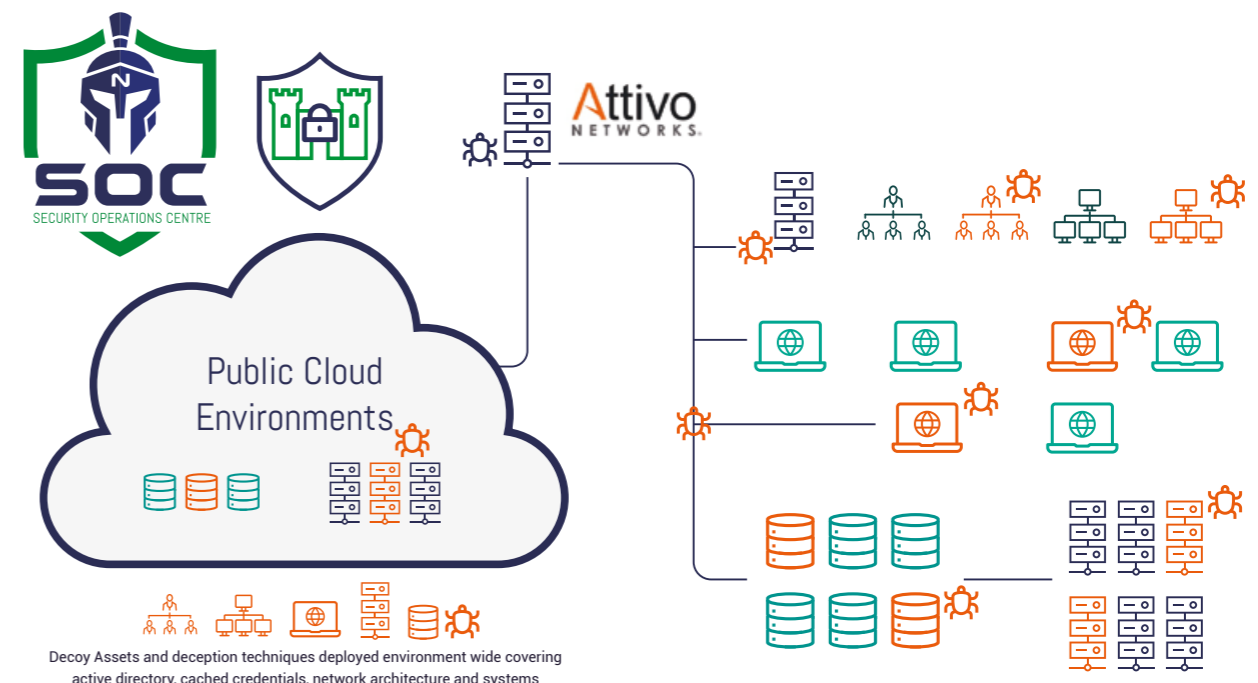 N
SOC
SECURITY OPERATIONS CENTRE
Attivo
NETWORKS.
Public Cloud
Environments
Decoy Assets and deception techniques deployed environment wide covering
active directory, cached credentials, network architecture and systems